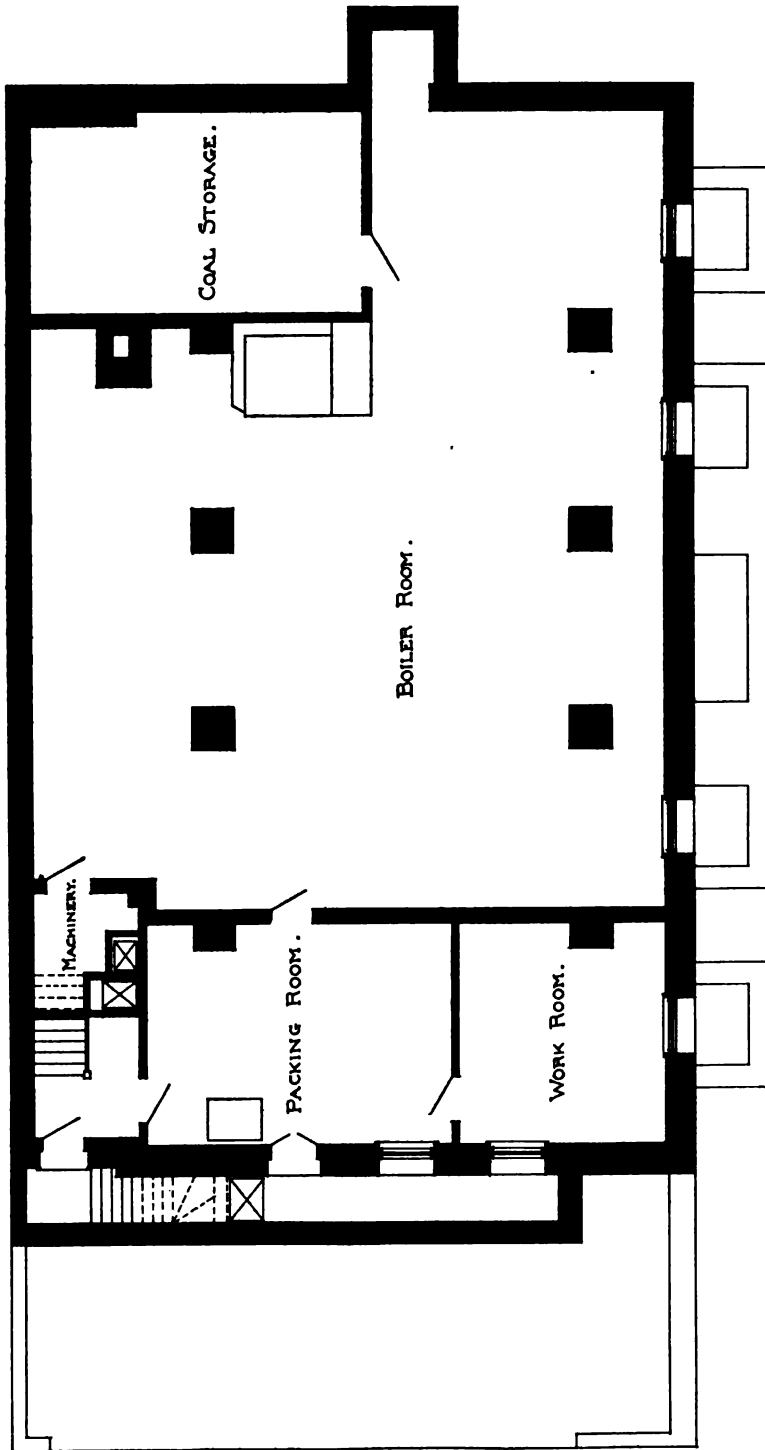 COAL STORAGE.
BOILER ROOM.
MACHINERY.
PACKING ROOM.
WORK ROOM.